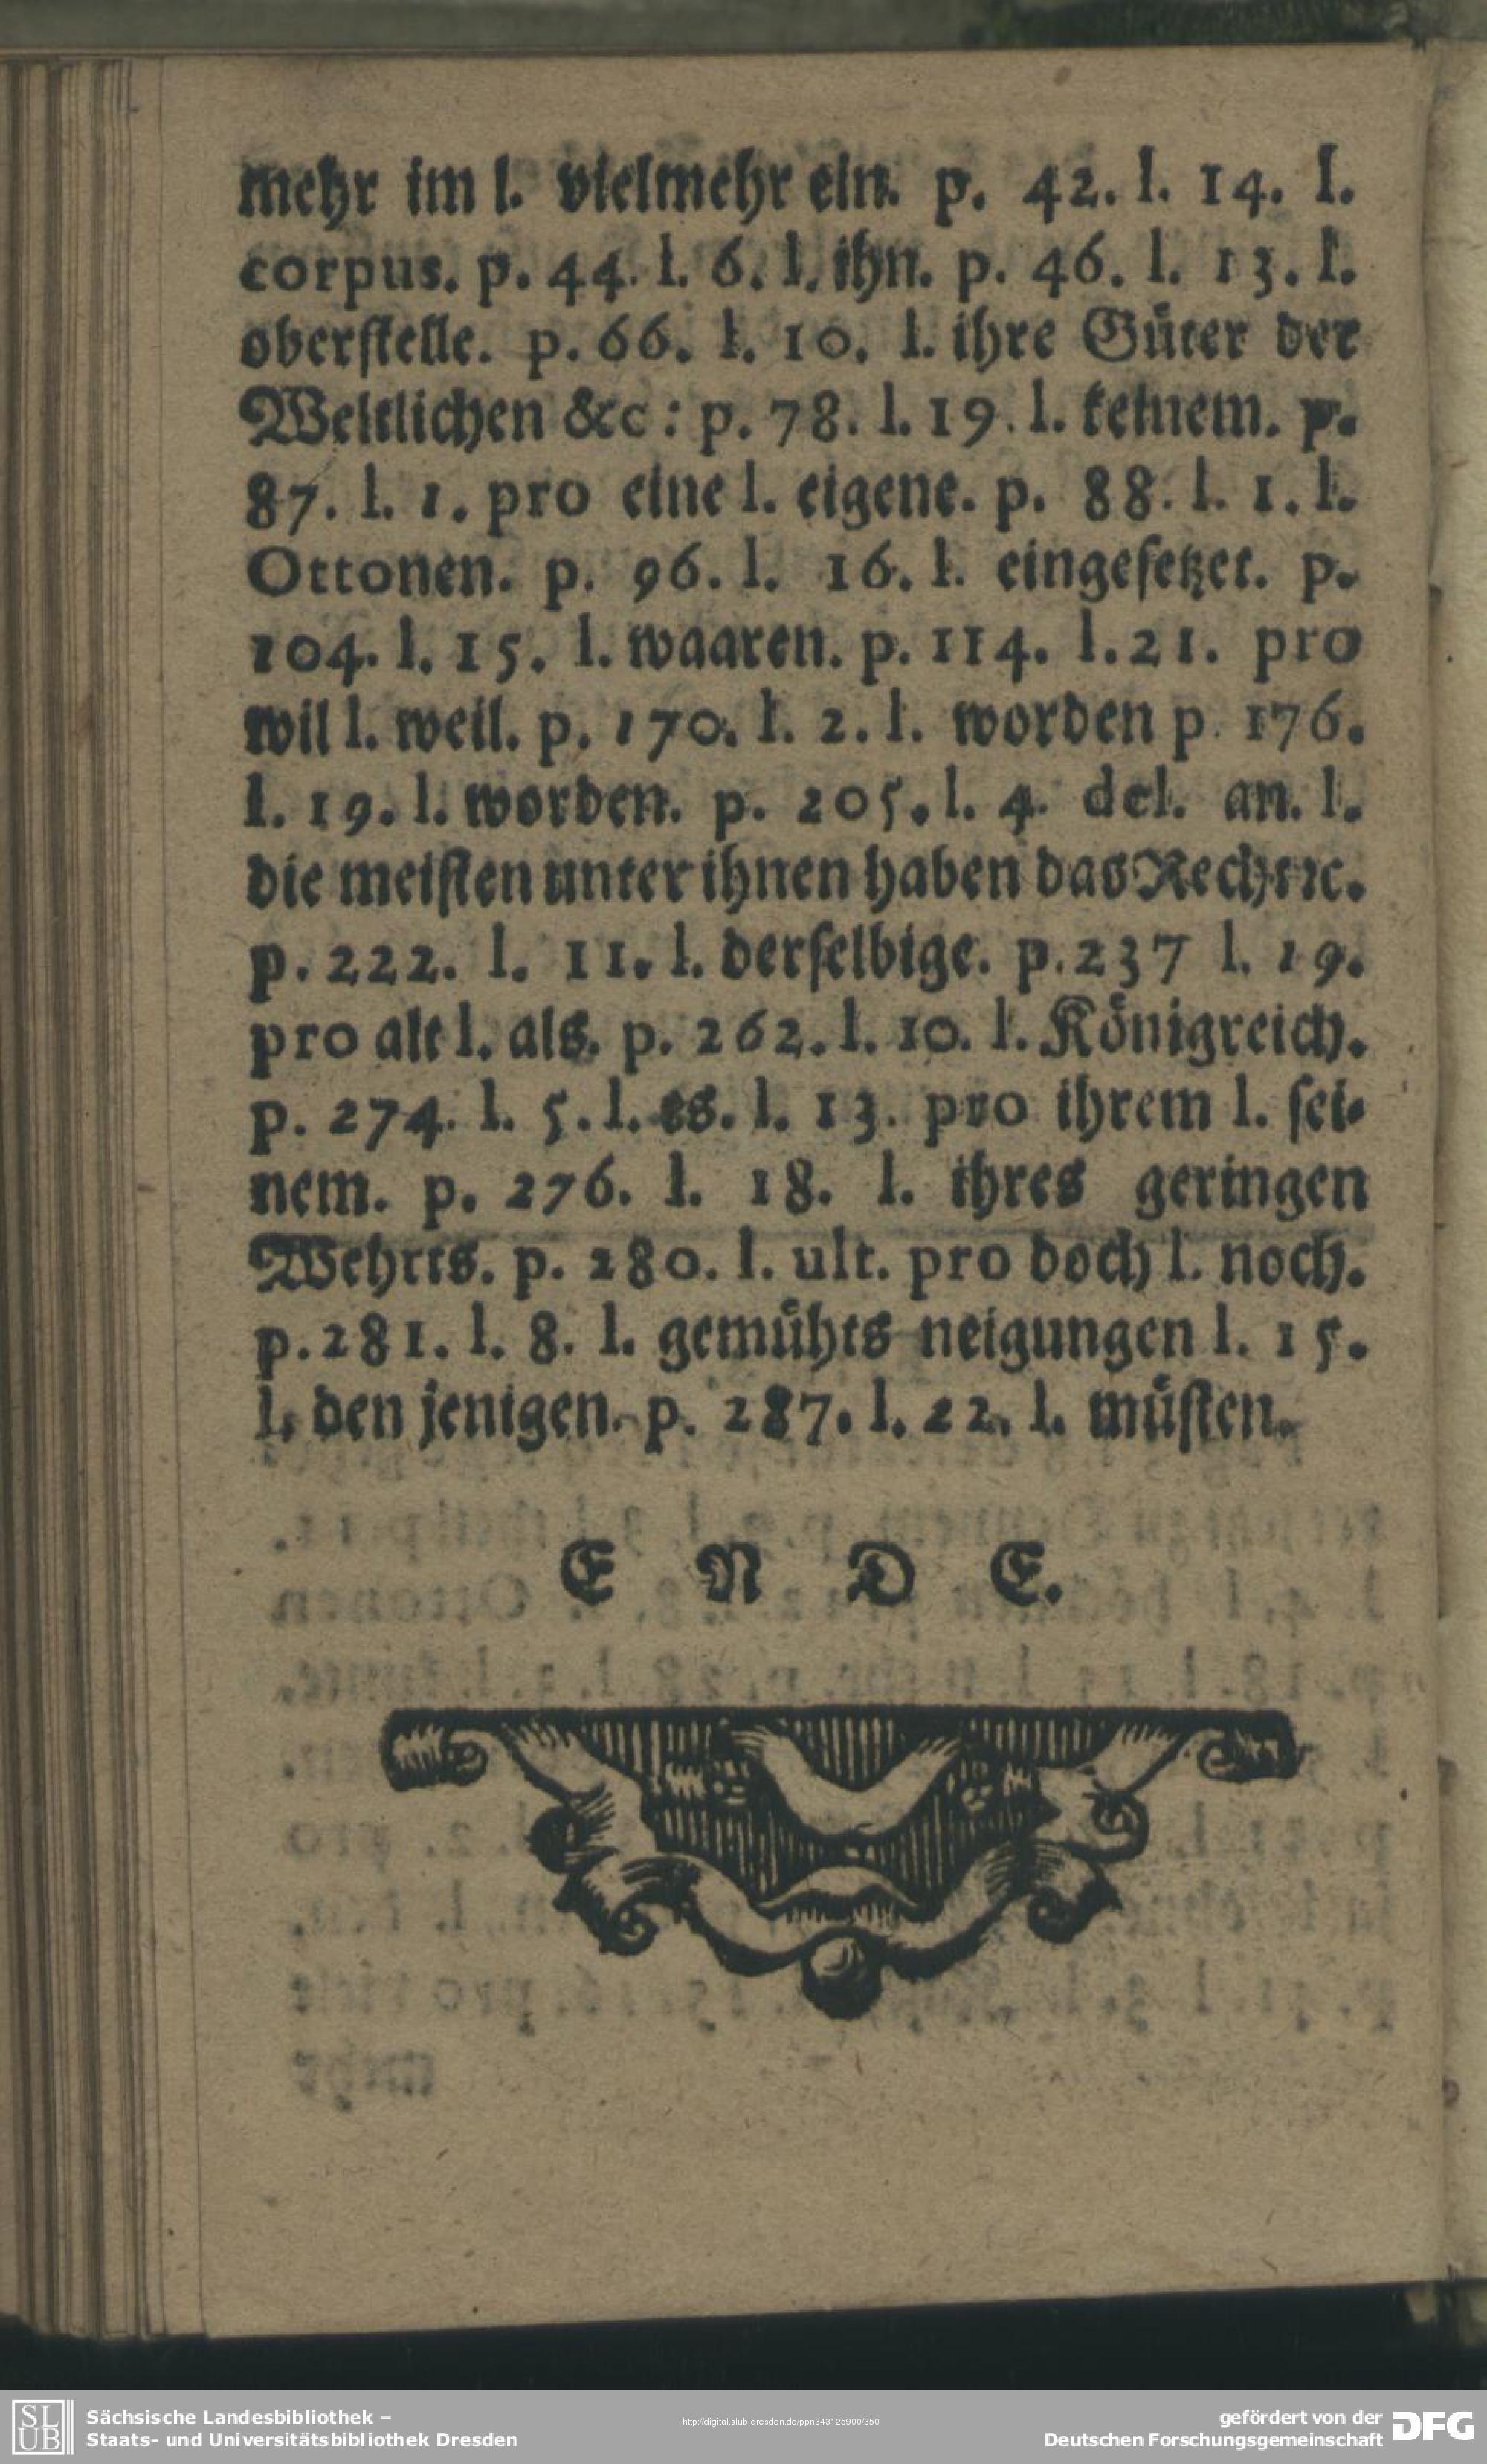 mehr im l. vielmehr ein. p. 42. l. 14. l.
corpus. p. 44. l. 6. l. ihn. p. 46. l. 13. l.
oberstelle. p. 66. l. 10. l. ihre Güter der
Weltlichen &c: p. 78. l. 19. l. keinem. p.
87. l. 1. pro eine l. eigene. p. 88. l. 1. l.
Ottonen. p. 96. l. 16. l. eingesetzet. p.
104. l. 15. l. waaren. p. 114. l. 21. pro
wil l. weil. p. 170. l. 2. l. worden p. 176.
l. 19. l. worden. p. 205. l. 4. del. an. l.
die meisten unter ihnen haben das Recht ꝛc.
p. 222. l. 11. l. derselbige. p. 237 l. 19.
pro alt l. als. p. 262. l. 10. l. Königreich.
p. 274. l. 5. l. es. l. 13. pro ihrem l. sei-
nem. p. 276. l. 18. l. ihres geringen
Wehrts. p. 280. l. ult. pro doch l. noch.
p. 281. l. 8. l. gemühts neigungen l. 15.
l. den jenigen. p. 287. l. 22. l. müsten.
E N D E.
SLUB
Sächsische Landesbibliothek –
Staats- und Universitätsbibliothek Dresden
http://digital.slub-dresden.de/ppn343125900/350
gefördert von der
Deutschen Forschungsgemeinschaft
DFG